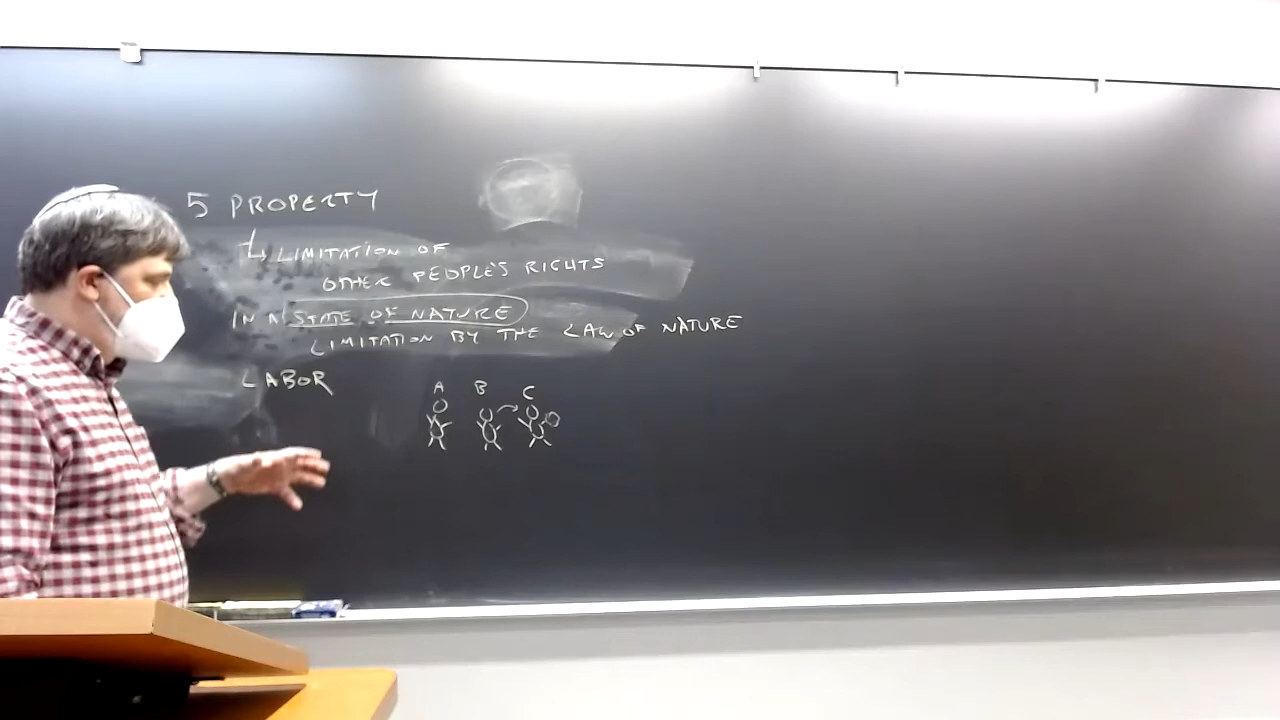 5 PROPERTY
LIMITATION OF
OTHER PEOPLE'S RIGHTS
IN A STATE OF NATURE
LIMITATION BY THE LAW OF NATURE
LABOR
A B C